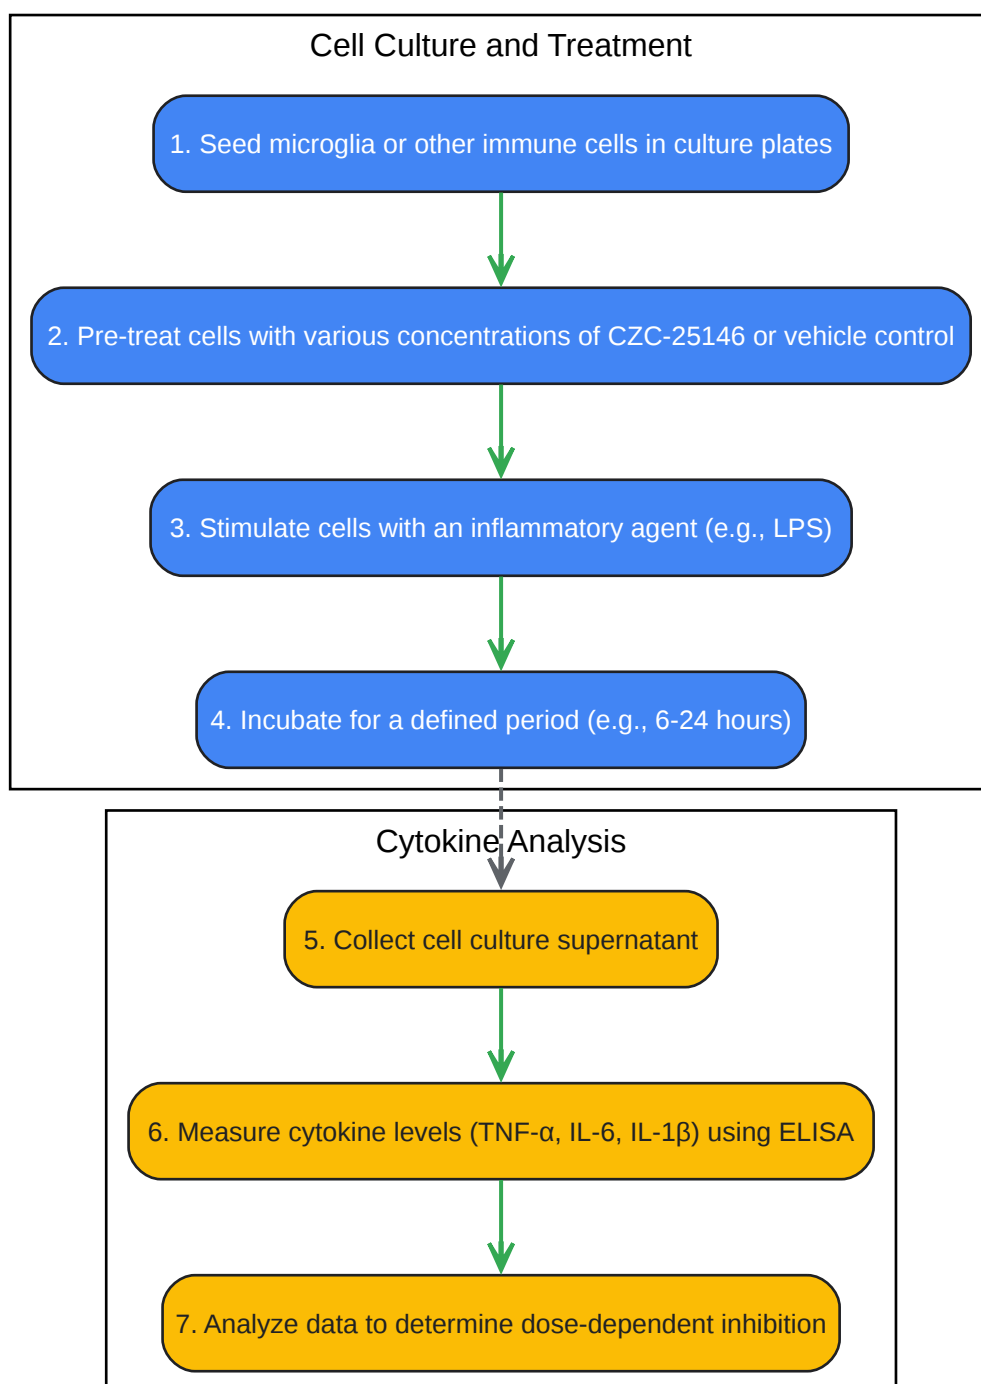 Cell Culture and Treatment
1. Seed microglia or other immune cells in culture plates
2. Pre-treat cells with various concentrations of CZC-25146 or vehicle control
3. Stimulate cells with an inflammatory agent (e.g., LPS)
4. Incubate for a defined period (e.g., 6-24 hours)
Cytokine Analysis
5. Collect cell culture supernatant
6. Measure cytokine levels (TNF-α, IL-6, IL-1β) using ELISA
7. Analyze data to determine dose-dependent inhibition